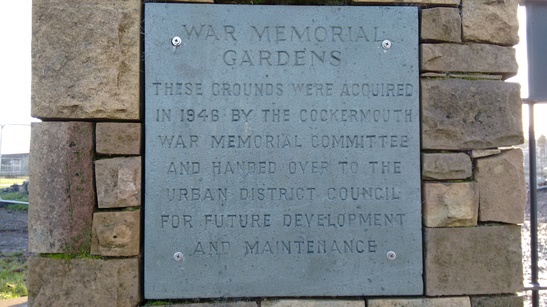 WAR MEMORIAL
GARDENS
THESE GROUNDS WERE ACQUIRED
IN 1946 BY THE COCKERMOUTH
WAR MEMORIAL COMMITTEE
AND HANDED OVER TO THE
URBAN DISTRICT COUNCIL
FOR FUTURE DEVELOPMENT
AND MAINTENANCE